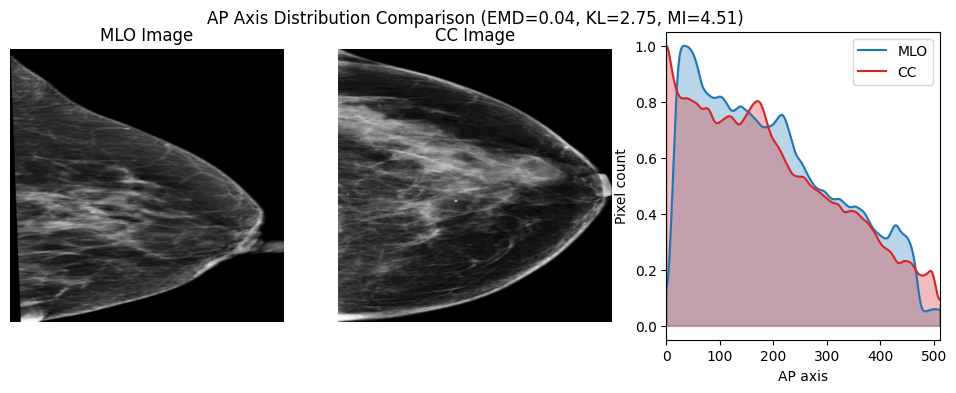 AP Axis Distribution Comparison (EMD=0.04, KL=2.75, MI=4.51)
MLO Image
CC Image
MLO
CC
Pixel count
1.0
0.8
0.6
0.4
0.2
0.0
0 100 200 300 400 500
AP axis